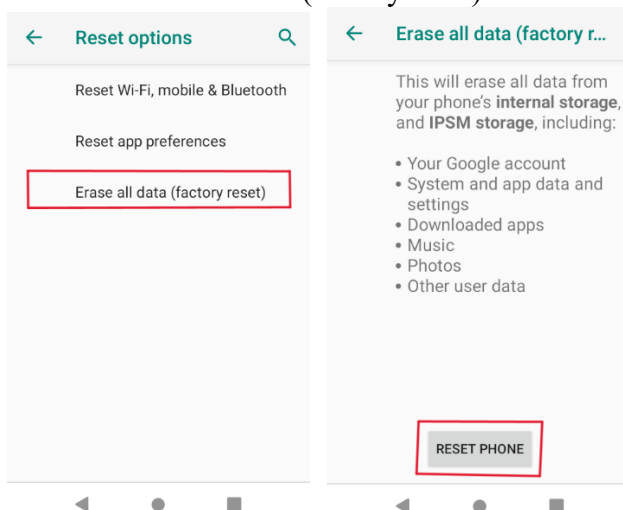 Reset options
Reset Wi-Fi, mobile & Bluetooth
Reset app preferences
Erase all data (factory reset)
Erase all data (factory r...
This will erase all data from
your phone's internal storage,
and IPSM storage, including:
• Your Google account
• System and app data and
settings
• Downloaded apps
• Music
• Photos
• Other user data
RESET PHONE